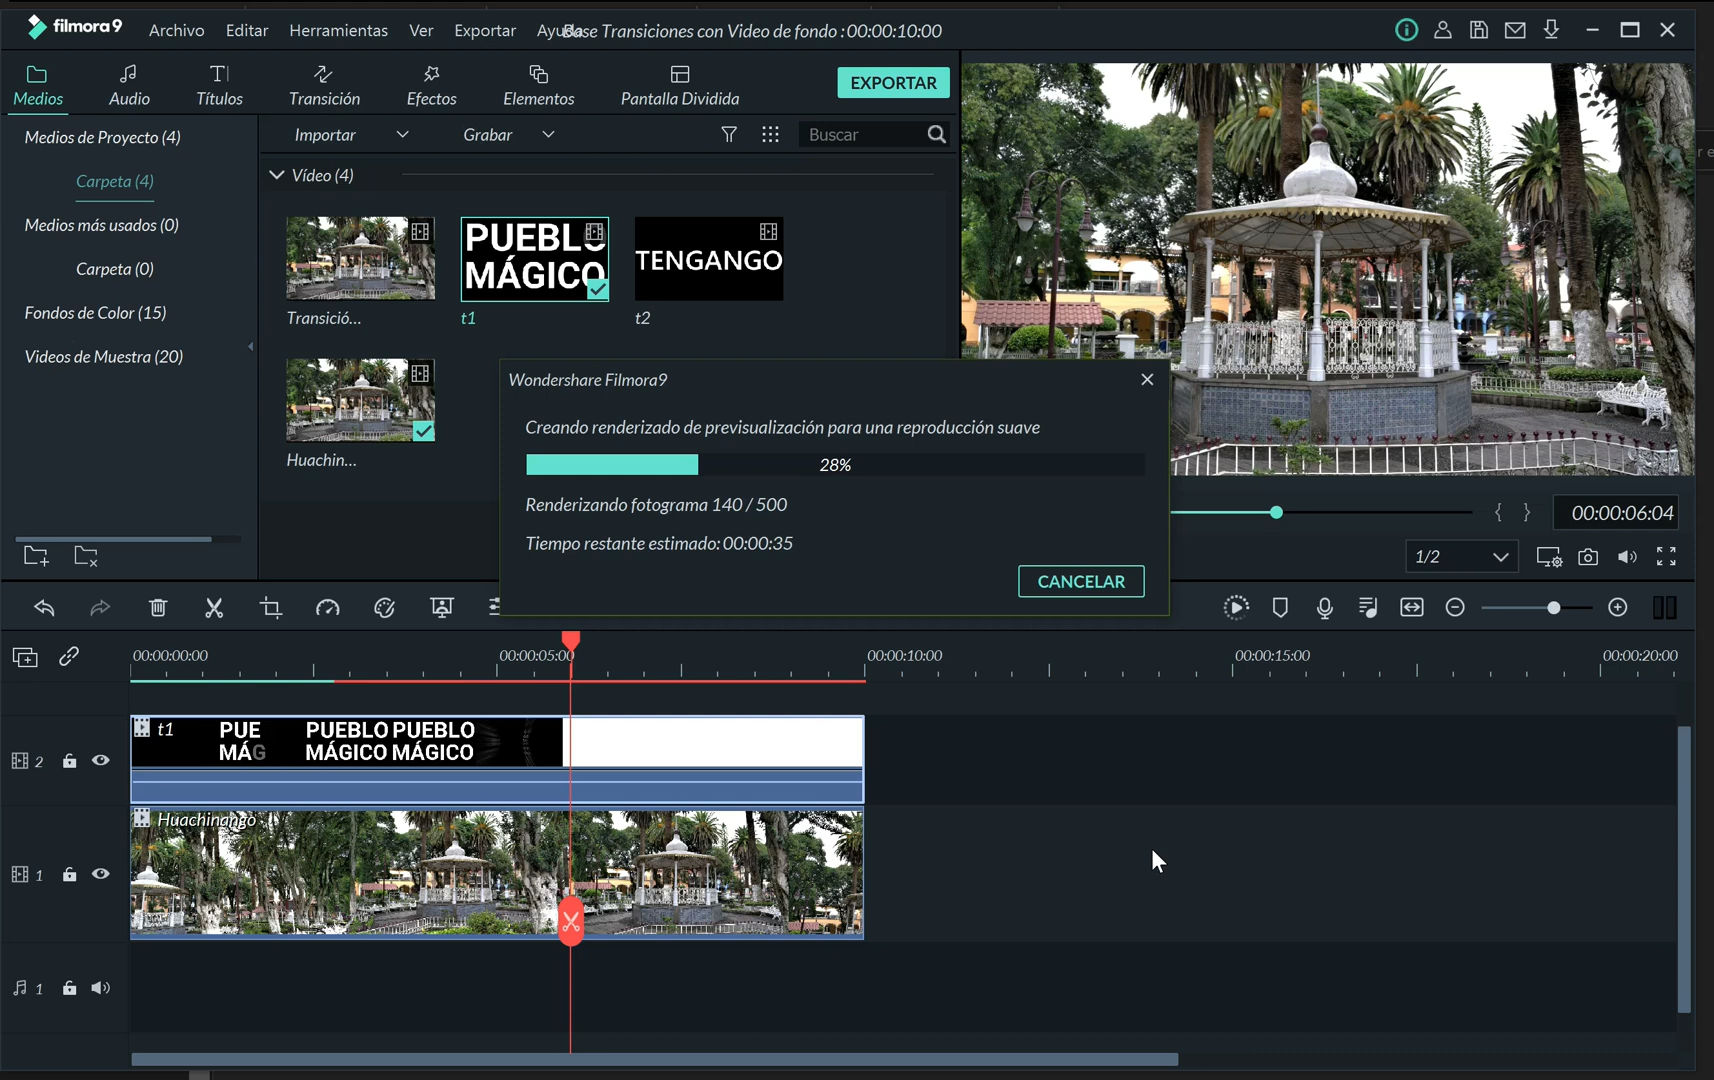 filmora9
Archivo
Editar
Herramientas
Ver
Exportar
Base Transiciones con Video de fondo : 00:00:10:00
Medios
Audio
Títulos
Transición
Efectos
Elementos
Pantalla Dividida
EXPORTAR
Medios de Proyecto (4)
Carpeta (4)
Medios más usados (0)
Carpeta (0)
Fondos de Color (15)
Videos de Muestra (20)
Importar
Grabar
Buscar
Vídeo (4)
PUEBLO
MÁGICO
TENGANGO
Transició...
t1
t2
Huachin...
Wondershare Filmora9
Creando renderizado de previsualización para una reproducción suave
28%
Renderizando fotograma 140 / 500
Tiempo restante estimado: 00:00:35
CANCELAR
{ }
00:00:06:04
1/2
00:00:00:00
00:00:05:00
00:00:10:00
00:00:15:00
00:00:20:00
2
t1
PUE
MÁG
PUEBLO PUEBLO
MÁGICO MÁGICO
1
Huachinango
1